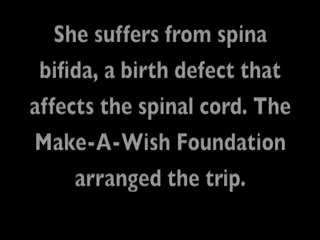 She suffers from spina
bifida, a birth defect that
affects the spinal cord. The
Make-A-Wish Foundation
arranged the trip.